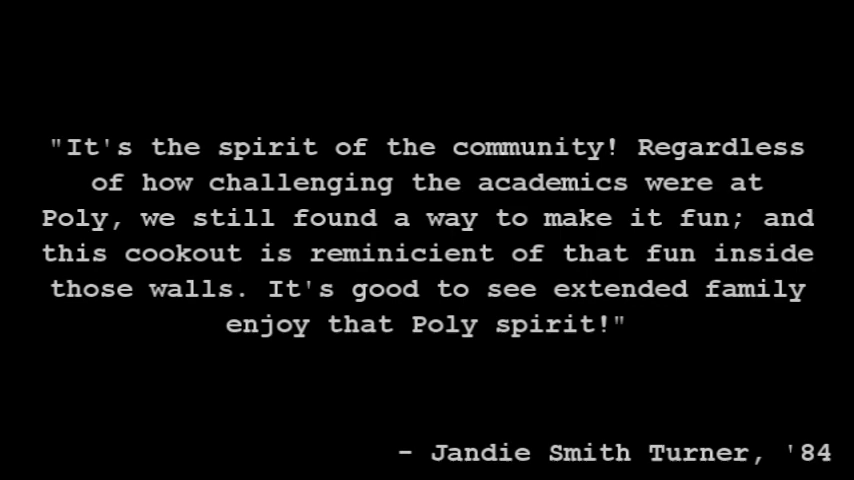 "It's the spirit of the community! Regardless
of how challenging the academics were at
Poly, we still found a way to make it fun; and
this cookout is reminicient of that fun inside
those walls. It's good to see extended family
enjoy that Poly spirit!"
- Jandie Smith Turner, '84